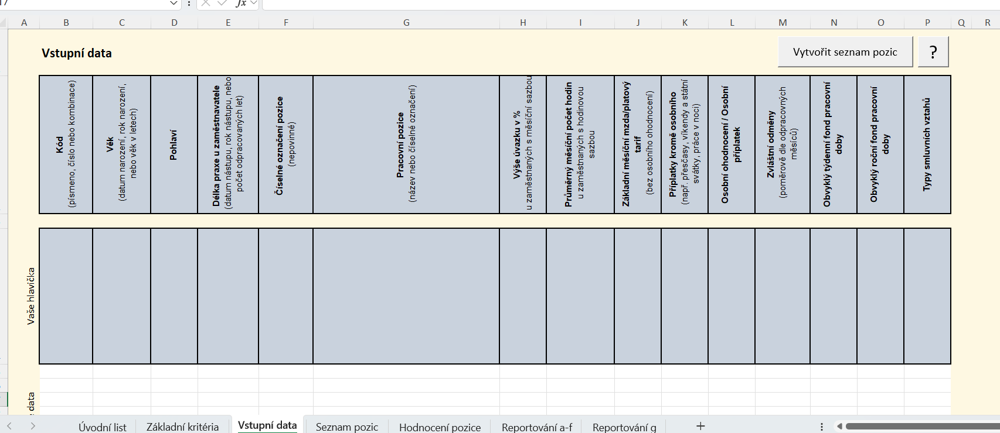 fx
A B C D E F G H I J K L M N O P Q R
Vstupní data
Vytvořit seznam pozic
?
Kód
(písmeno, číslo nebo kombinace)
Věk
(datum narození, rok narození,
nebo věk v letech)
Pohlaví
Délka praxe u zaměstnavatele
(datum nástupu, rok nástupu, nebo
počet odpracovaných let)
Číselné označení pozice
(nepovinné)
Pracovní pozice
(název nebo číselné označení)
Výše úvazku v %
u zaměstnaných s měsíční sazbou
Průměrný měsíční počet hodin
u zaměstnaných s hodinovou
sazbou
Základní měsíční mzda/platový
tarif
(bez osobního ohodnocení)
Příplatky kromě osobního
(např. přesčasy, víkendy a státní
svátky, práce v noci)
Osobní ohodnocení / Osobní
příplatek
Zvláštní odměny
(poměrově dle odpracovných
měsíců)
Obvyklý týdenní fond pracovní
doby
Obvyklý roční fond pracovní
doby
Typy smluvních vztahů
Vaše hlavička
data
Úvodní list
Základní kritéria
Vstupní data
Seznam pozic
Hodnocení pozice
Reportování a-f
Reportování g